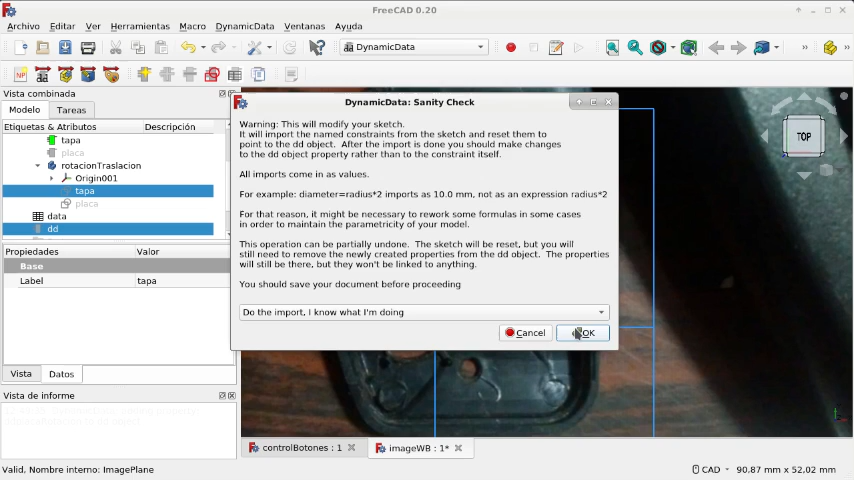 FreeCAD 0.20
Archivo Editar Ver Herramientas Macro DynamicData Ventanas Ayuda
DynamicData
Vista combinada
Modelo Tareas
Etiquetas & Atributos Descripción
tapa
placa
rotacionTraslacion
Origin001
tapa
placa
data
dd
Propiedades Valor
Base
Label tapa
Vista Datos
Vista de informe
DynamicData: Sanity Check
Warning: This will modify your sketch.
It will import the named constraints from the sketch and reset them to
point to the dd object. After the import is done you should make changes
to the dd object property rather than to the constraint itself.
All imports come in as values.
For example: diameter=radius*2 imports as 10.0 mm, not as an expression radius*2
For that reason, it might be necessary to rework some formulas in some cases
in order to maintain the parametricity of your model.
This operation can be partially undone. The sketch will be reset, but you will
still need to remove the newly created properties from the dd object. The properties
will still be there, but they won't be linked to anything.
You should save your document before proceeding
Do the import, I know what I'm doing
Cancel OK
TOP
controlBotones : 1 imageWB : 1*
Valid, Nombre interno: ImagePlane
CAD 90.87 mm x 52.02 mm